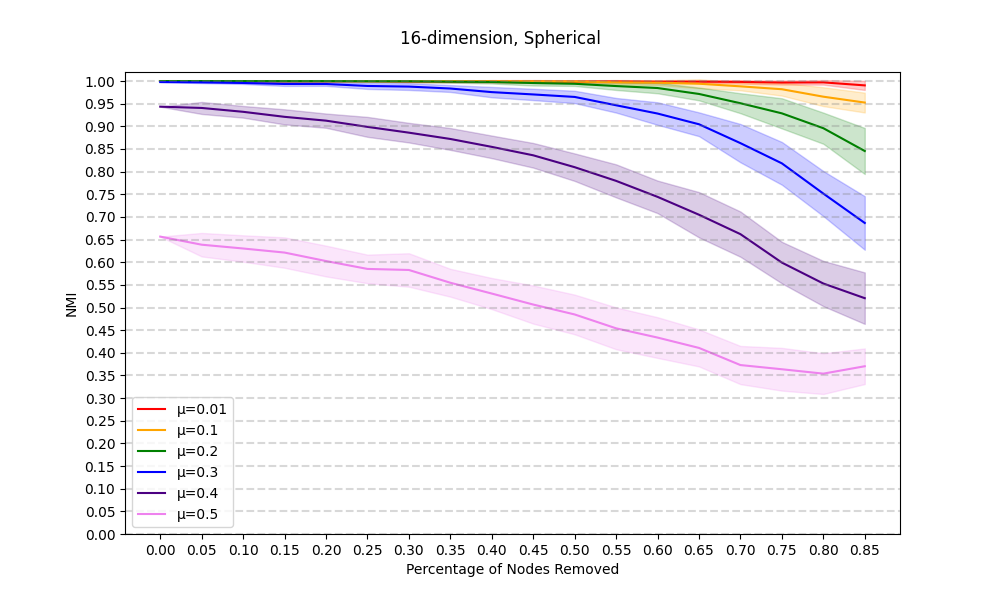 16-dimension, Spherical
NMI
1.00
0.95
0.90
0.85
0.80
0.75
0.70
0.65
0.60
0.55
0.50
0.45
0.40
0.35
0.30
0.25
0.20
0.15
0.10
0.05
0.00
μ=0.01
μ=0.1
μ=0.2
μ=0.3
μ=0.4
μ=0.5
0.00 0.05 0.10 0.15 0.20 0.25 0.30 0.35 0.40 0.45 0.50 0.55 0.60 0.65 0.70 0.75 0.80 0.85
Percentage of Nodes Removed